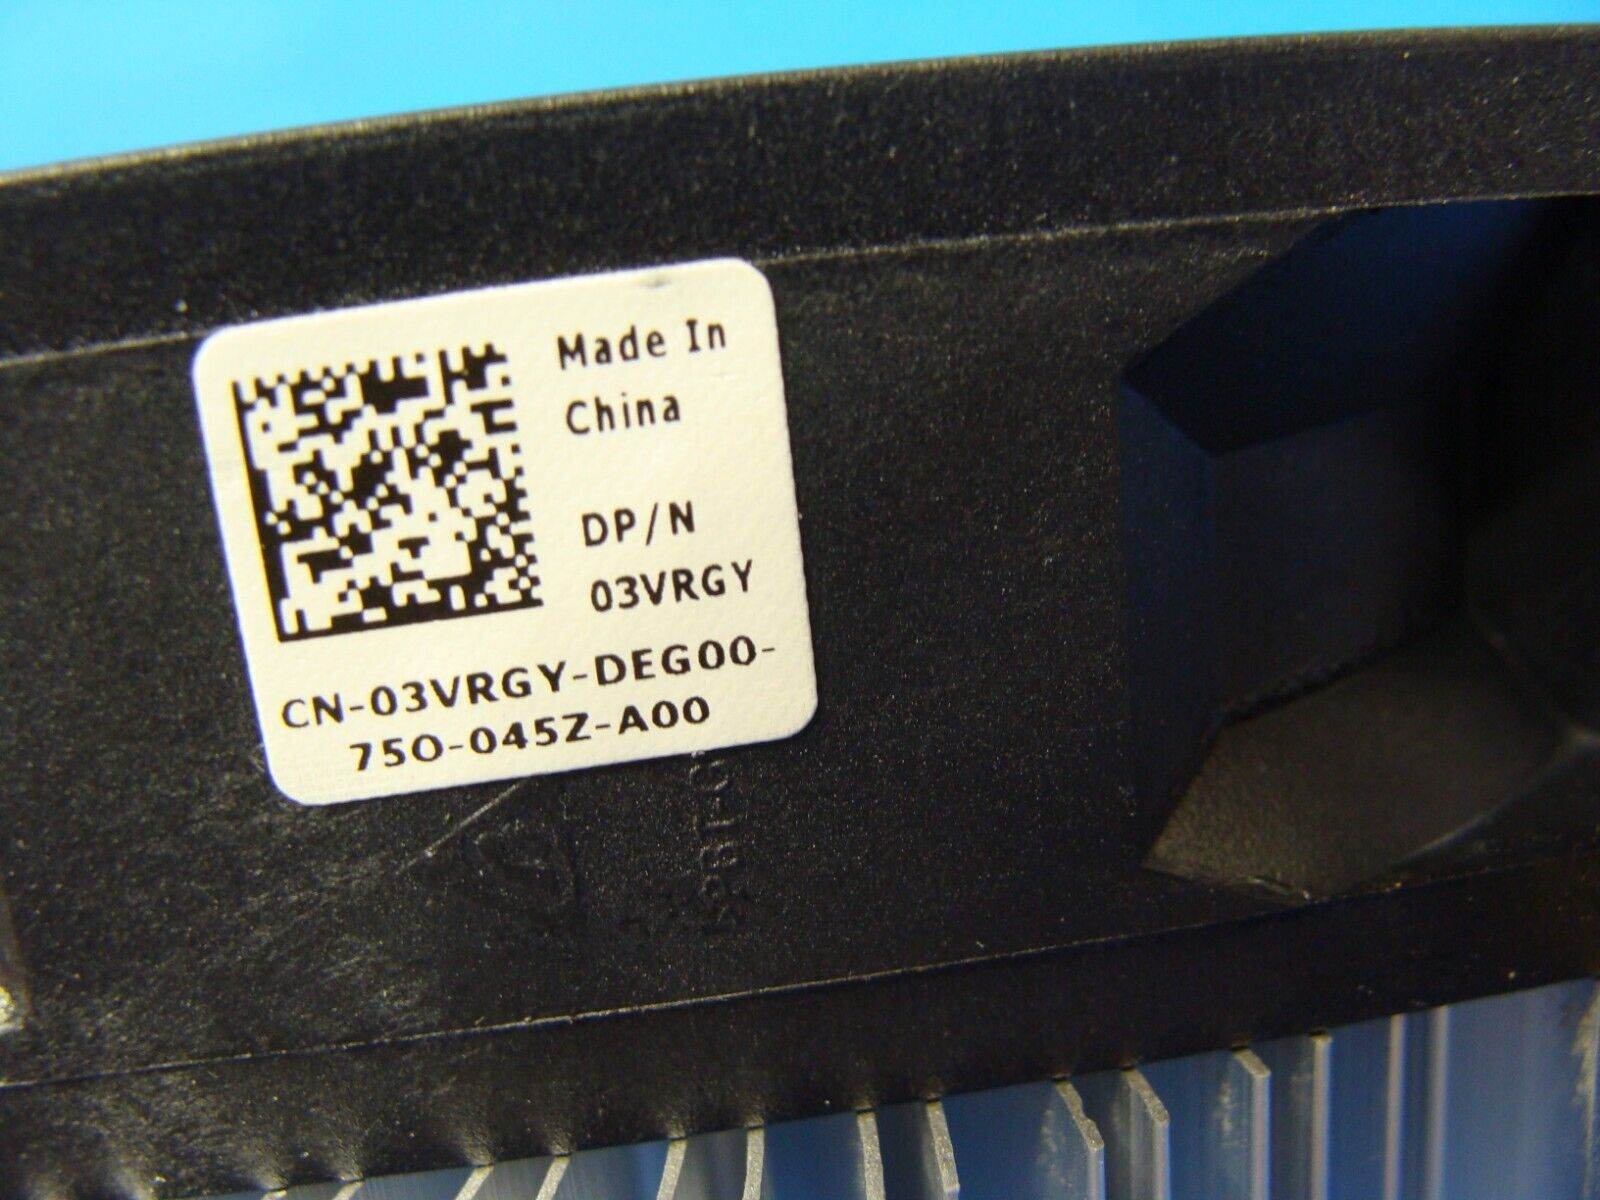 Made In
China
DP/N
03VRGY
CN-03VRGY-DEG00-
750-045Z-A00